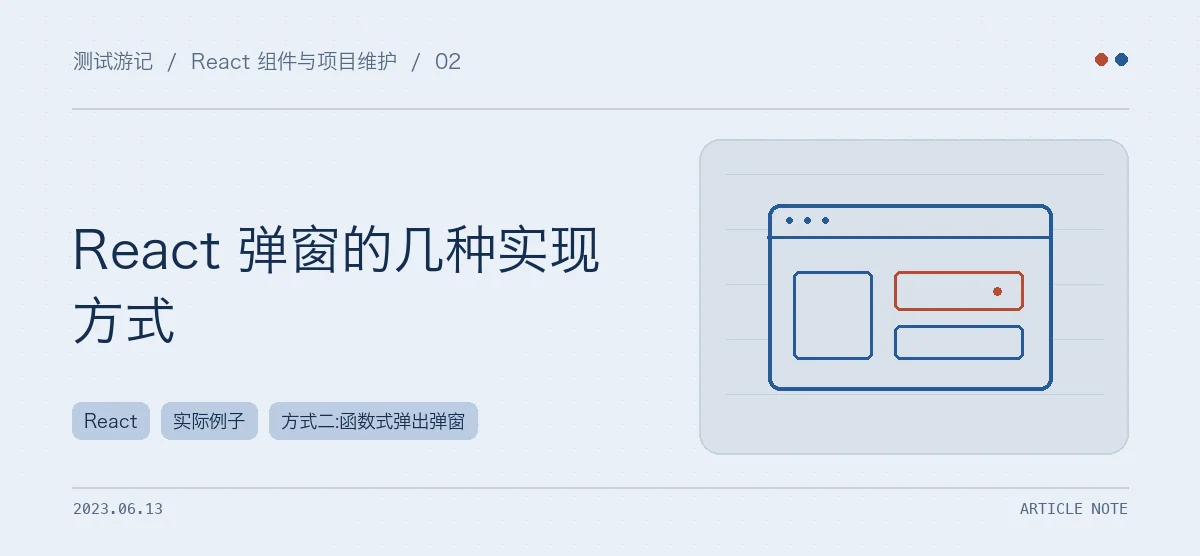 测试游记 / React 组件与项目维护 / 02
React 弹窗的几种实现
方式
React 实际例子 方式二:函数式弹出弹窗
2023.06.13
ARTICLE NOTE